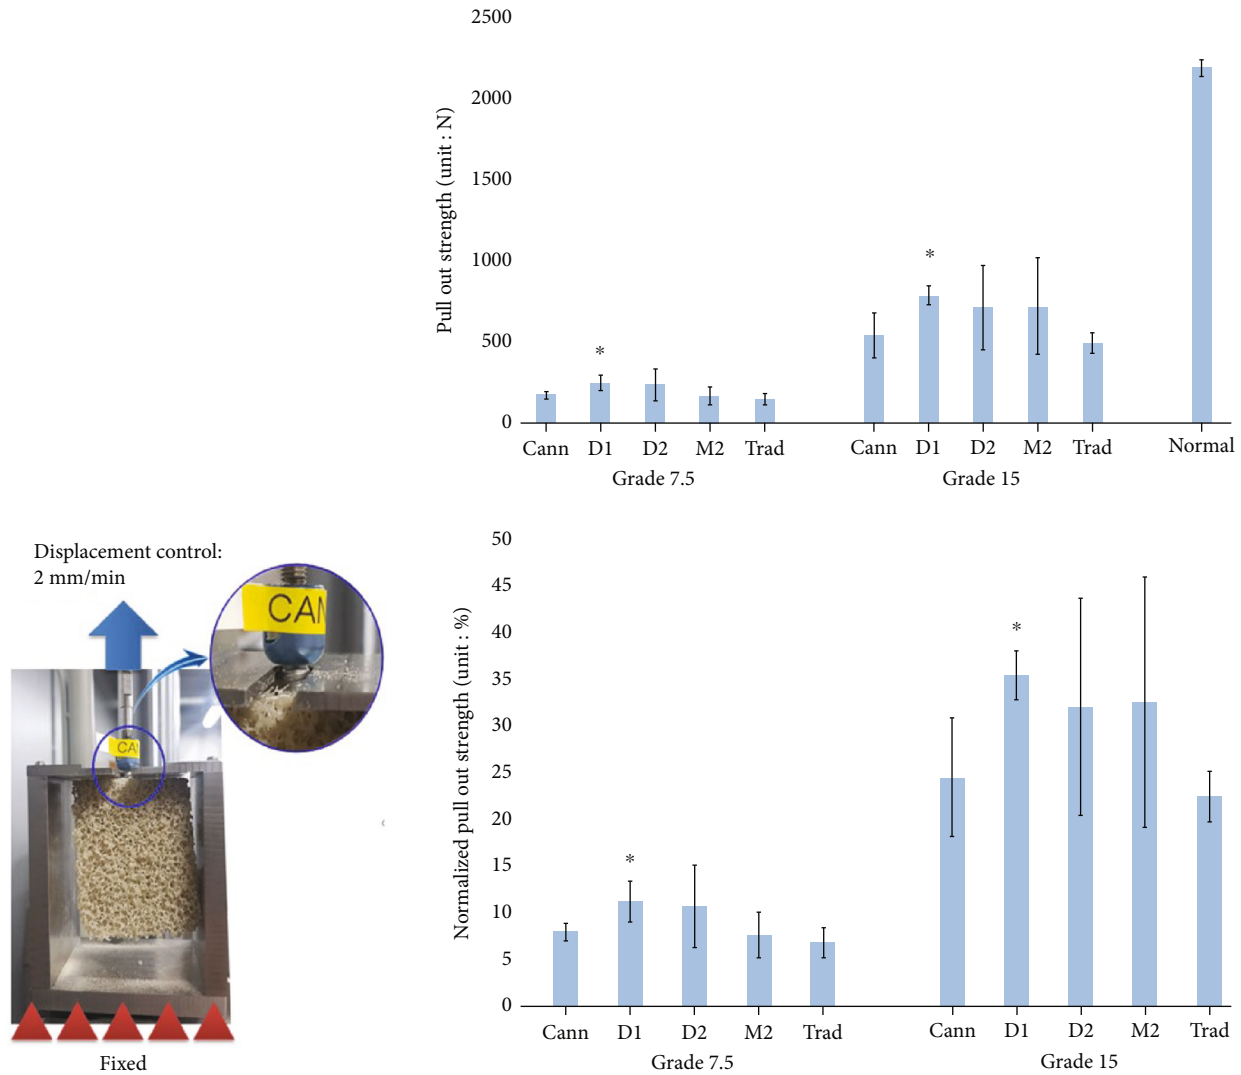 2500
2000
1500
1000
500
0
Pull out strength (unit : N)
*
*
Cann D1 D2 M2 Trad Cann D1 D2 M2 Trad Normal
Grade 7.5 Grade 15
Displacement control:
2 mm/min
CAN
CA
Fixed
50
45
40
35
30
25
20
15
10
5
0
Normalized pull out strength (unit : %)
*
*
Cann D1 D2 M2 Trad Cann D1 D2 M2 Trad
Grade 7.5 Grade 15